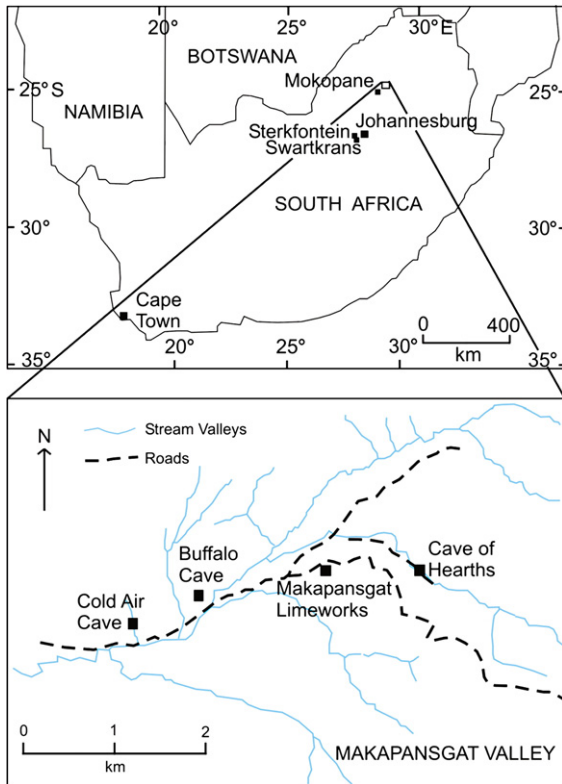 20°
30°E
BOTSWANA
Mokopane
25°S
25°
NAMIBIA
Johannesburg
Sterkfontein
Swartkrans
SOUTH AFRICA
30°
30°
Cape
Town
0 400
km
35°
20°
25°
30°
35°
N
Stream Valleys
Roads
Buffalo
Cave
Cave of
Hearths
Cold Air
Cave
Makapansgat
Limeworks
0 1 2
km
MAKAPANSGAT VALLEY